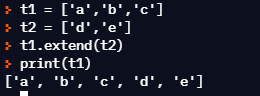 > t1 = ['a','b','c']
> t2 = ['d','e']
> t1.extend(t2)
> print(t1)
['a', 'b', 'c', 'd', 'e']